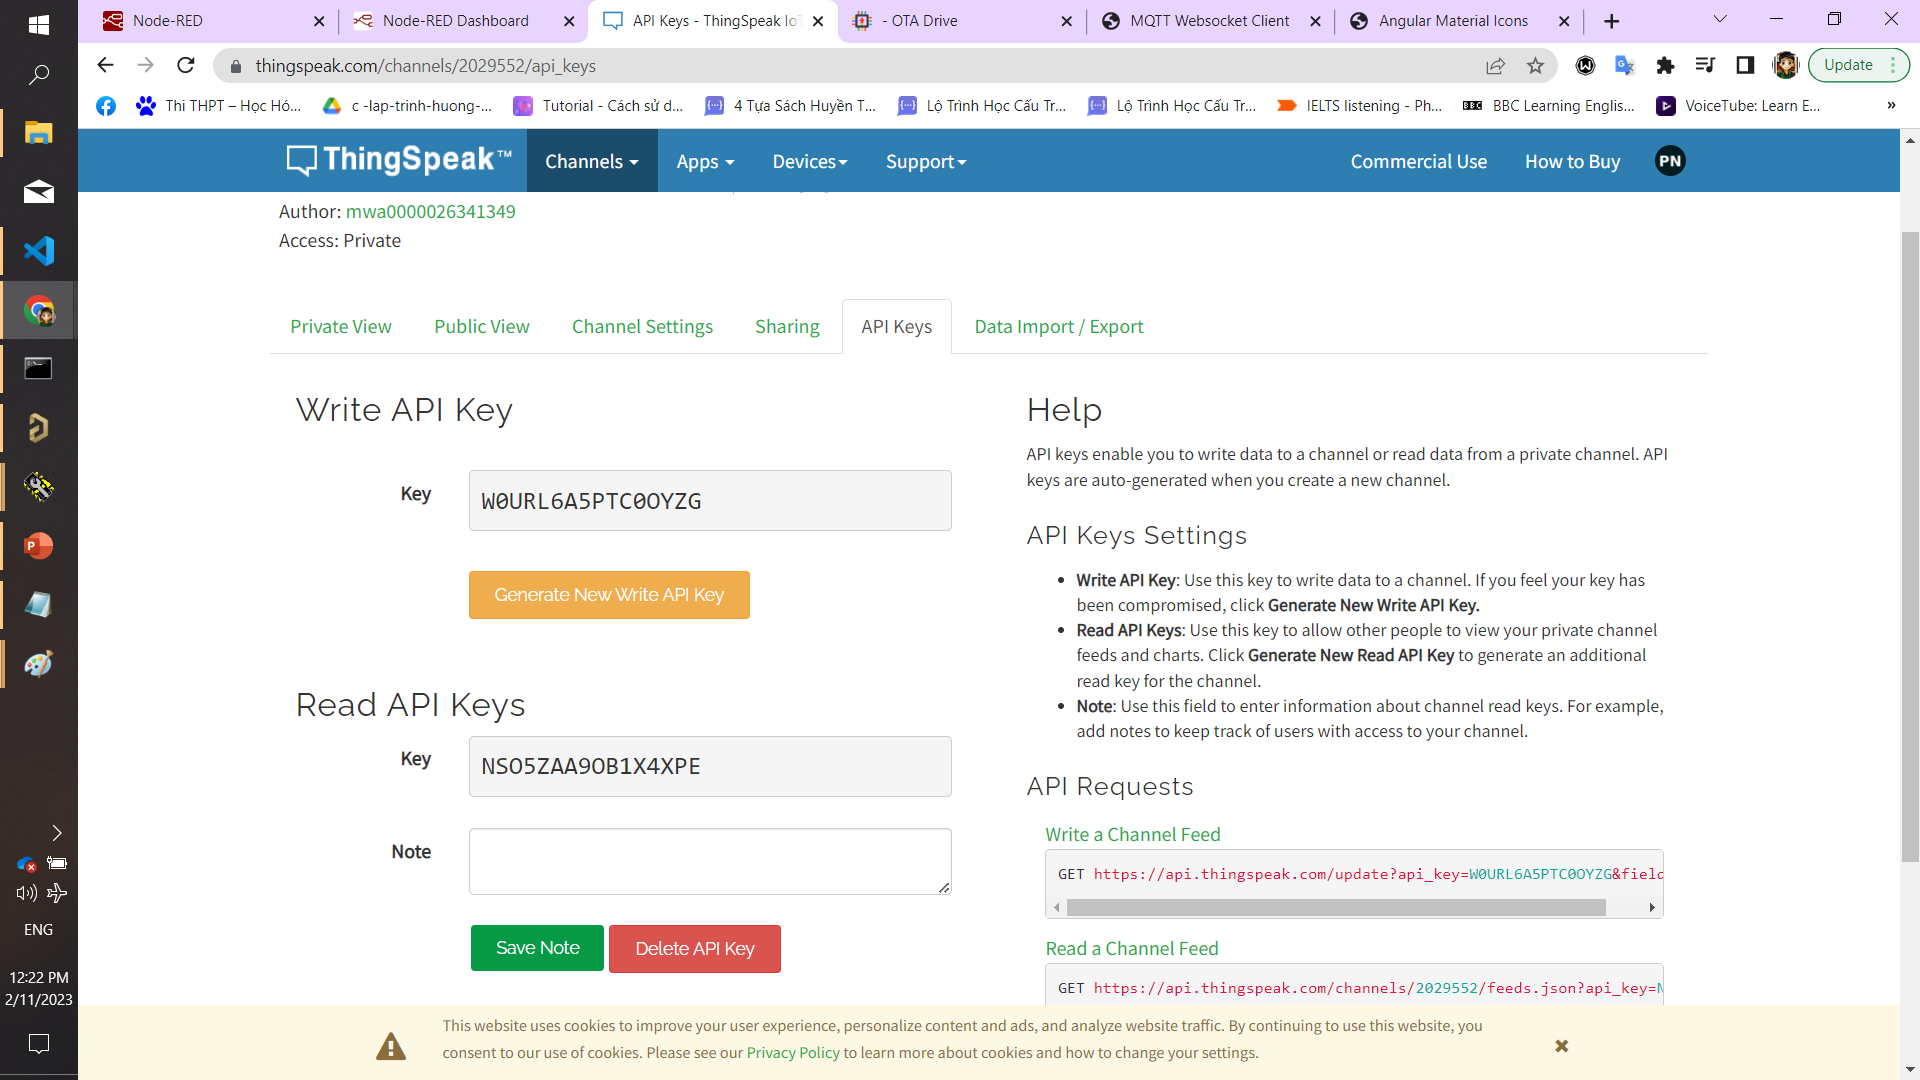 Node-RED
Node-RED Dashboard
API Keys - ThingSpeak IoT
- OTA Drive
MQTT Websocket Client
Angular Material Icons
thingspeak.com/channels/2029552/api_keys
Update
Thi THPT – Học Hó...
c -lap-trinh-huong-...
Tutorial - Cách sử d...
4 Tựa Sách Huyền T...
Lộ Trình Học Cấu Tr...
Lộ Trình Học Cấu Tr...
IELTS listening - Ph...
BBC Learning Englis...
VoiceTube: Learn E...
»
ThingSpeak™
Channels
Apps
Devices
Support
Commercial Use
How to Buy
PN
Author: mwa0000026341349
Access: Private
Private View
Public View
Channel Settings
Sharing
API Keys
Data Import / Export
Write API Key
Key
W0URL6A5PTC0OYZG
Generate New Write API Key
Read API Keys
Key
NSO5ZAA9OB1X4XPE
Note
Save Note
Delete API Key
Help
API keys enable you to write data to a channel or read data from a private channel. API
keys are auto-generated when you create a new channel.
API Keys Settings
• Write API Key: Use this key to write data to a channel. If you feel your key has
been compromised, click Generate New Write API Key.
• Read API Keys: Use this key to allow other people to view your private channel
feeds and charts. Click Generate New Read API Key to generate an additional
read key for the channel.
• Note: Use this field to enter information about channel read keys. For example,
add notes to keep track of users with access to your channel.
API Requests
Write a Channel Feed
GET https://api.thingspeak.com/update?api_key=W0URL6A5PTC0OYZG&field
Read a Channel Feed
GET https://api.thingspeak.com/channels/2029552/feeds.json?api_key=N
This website uses cookies to improve your user experience, personalize content and ads, and analyze website traffic. By continuing to use this website, you
consent to our use of cookies. Please see our Privacy Policy to learn more about cookies and how to change your settings.
ENG
12:22 PM
2/11/2023